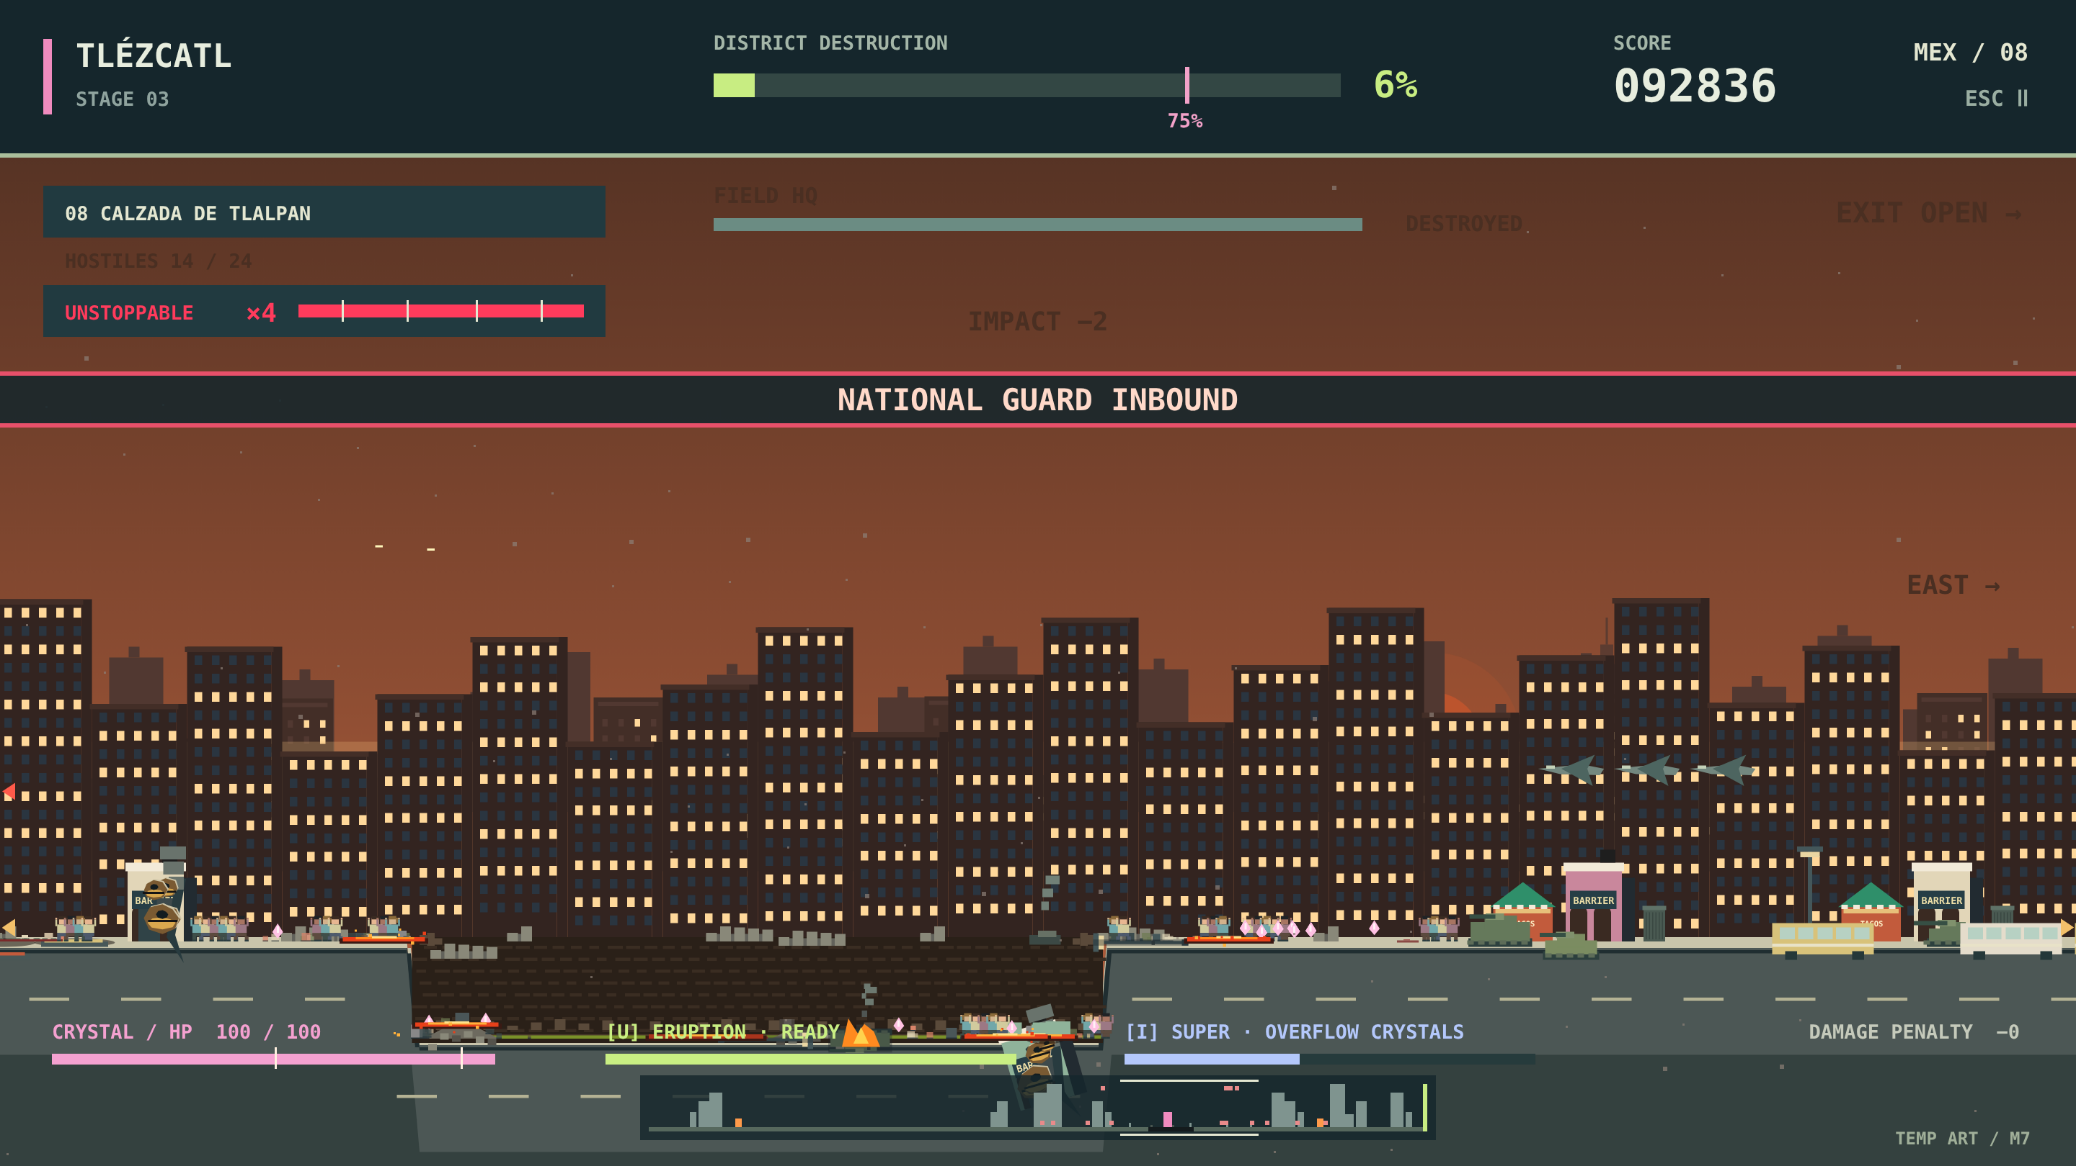 TLÉZCATL
STAGE 03
DISTRICT DESTRUCTION
6%
75%
SCORE
092836
MEX / 08
ESC II
08 CALZADA DE TLALPAN
HOSTILES 14 / 24
UNSTOPPABLE ×4
FIELD HQ
DESTROYED
EXIT OPEN →
IMPACT −2
NATIONAL GUARD INBOUND
EAST →
BAR
BARRIER
TACOS
BARRIER
CRYSTAL / HP 100 / 100
[U] ERUPTION · READY
[I] SUPER · OVERFLOW CRYSTALS
DAMAGE PENALTY −0
BAR
TEMP ART / M7